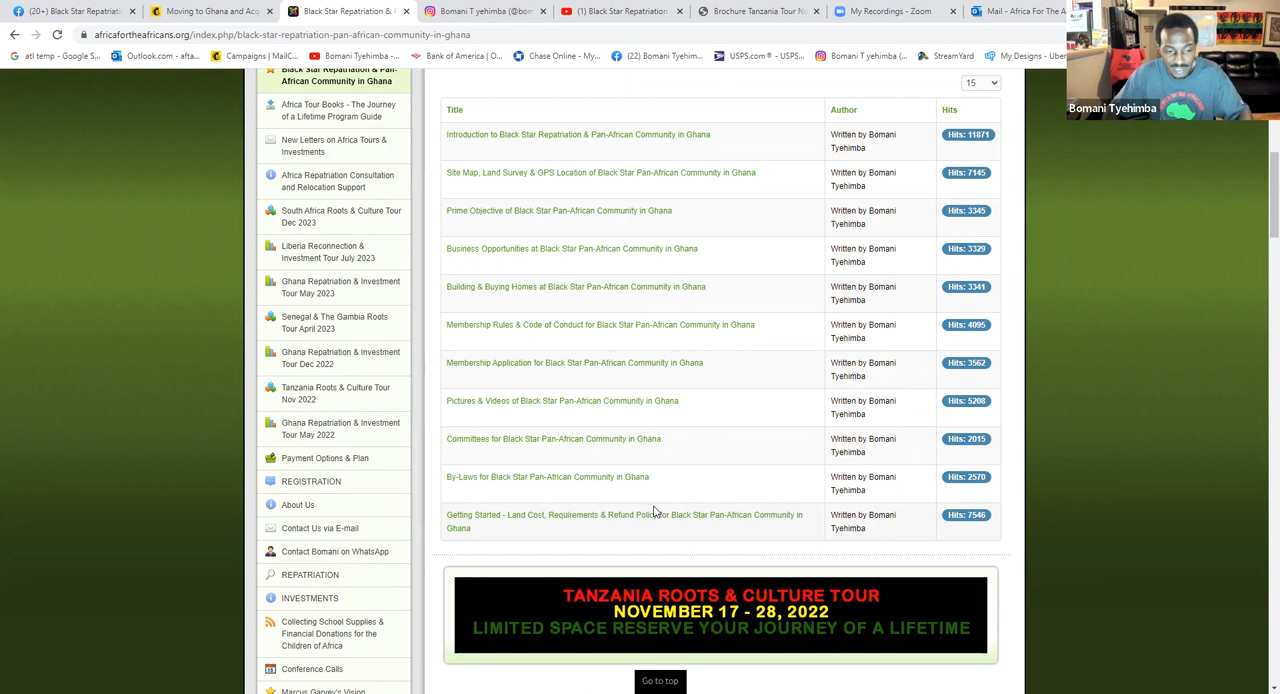 (20+) Black Star Repatriatio
Moving to Ghana and Acq
Black Star Repatriation & P
Bomani T yehimba (@bom
(1) Black Star Repatriation
Brochure Tanzania Tour No
My Recordings - Zoom
Mail - Africa For The A
africafortheafricans.org/index.php/black-star-repatriation-pan-african-community-in-ghana
atl temp - Google S...
Outlook.com - afta...
Campaigns | MailC...
Bomani Tyehimba -...
Bank of America | O...
Chase Online - My...
(22) Bomani Tyehim...
USPS.com® - USPS...
Bomani T yehimba (...
StreamYard
My Designs - Uber
Bomani Tyehimba
Black Star Repatriation & Pan-
African Community in Ghana
Africa Tour Books - The Journey
of a Lifetime Program Guide
New Letters on Africa Tours &
Investments
Africa Repatriation Consultation
and Relocation Support
South Africa Roots & Culture Tour
Dec 2023
Liberia Reconnection &
Investment Tour July 2023
Ghana Repatriation & Investment
Tour May 2023
Senegal & The Gambia Roots
Tour April 2023
Ghana Repatriation & Investment
Tour Dec 2022
Tanzania Roots & Culture Tour
Nov 2022
Ghana Repatriation & Investment
Tour May 2022
Payment Options & Plan
REGISTRATION
About Us
Contact Us via E-mail
Contact Bomani on WhatsApp
REPATRIATION
INVESTMENTS
Collecting School Supplies &
Financial Donations for the
Children of Africa
Conference Calls
Marcus Garvey's Vision
15
Title Author Hits
Introduction to Black Star Repatriation & Pan-African Community in Ghana Written by Bomani Hits: 11871
Tyehimba
Site Map, Land Survey & GPS Location of Black Star Pan-African Community in Ghana Written by Bomani Hits: 7145
Tyehimba
Prime Objective of Black Star Pan-African Community in Ghana Written by Bomani Hits: 3345
Tyehimba
Business Opportunities at Black Star Pan-African Community in Ghana Written by Bomani Hits: 3329
Tyehimba
Building & Buying Homes at Black Star Pan-African Community in Ghana Written by Bomani Hits: 3341
Tyehimba
Membership Rules & Code of Conduct for Black Star Pan-African Community in Ghana Written by Bomani Hits: 4095
Tyehimba
Membership Application for Black Star Pan-African Community in Ghana Written by Bomani Hits: 3562
Tyehimba
Pictures & Videos of Black Star Pan-African Community in Ghana Written by Bomani Hits: 5208
Tyehimba
Committees for Black Star Pan-African Community in Ghana Written by Bomani Hits: 2015
Tyehimba
By-Laws for Black Star Pan-African Community in Ghana Written by Bomani Hits: 2570
Tyehimba
Getting Started - Land Cost, Requirements & Refund Policy for Black Star Pan-African Community in Written by Bomani Hits: 7546
Ghana Tyehimba
TANZANIA ROOTS & CULTURE TOUR
NOVEMBER 17 - 28, 2022
LIMITED SPACE RESERVE YOUR JOURNEY OF A LIFETIME
Go to top